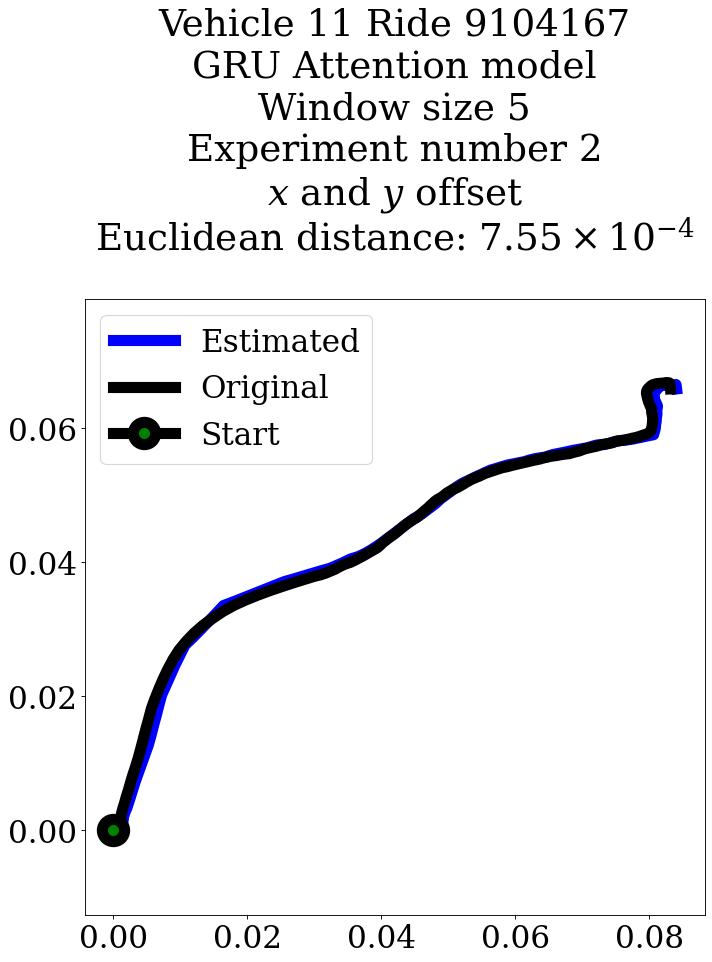 Vehicle 11 Ride 9104167
GRU Attention model
Window size 5
Experiment number 2
x and y offset
Euclidean distance: 7.55 × 10⁻⁴
Estimated
Original
Start
0.06
0.04
0.02
0.00
0.00 0.02 0.04 0.06 0.08